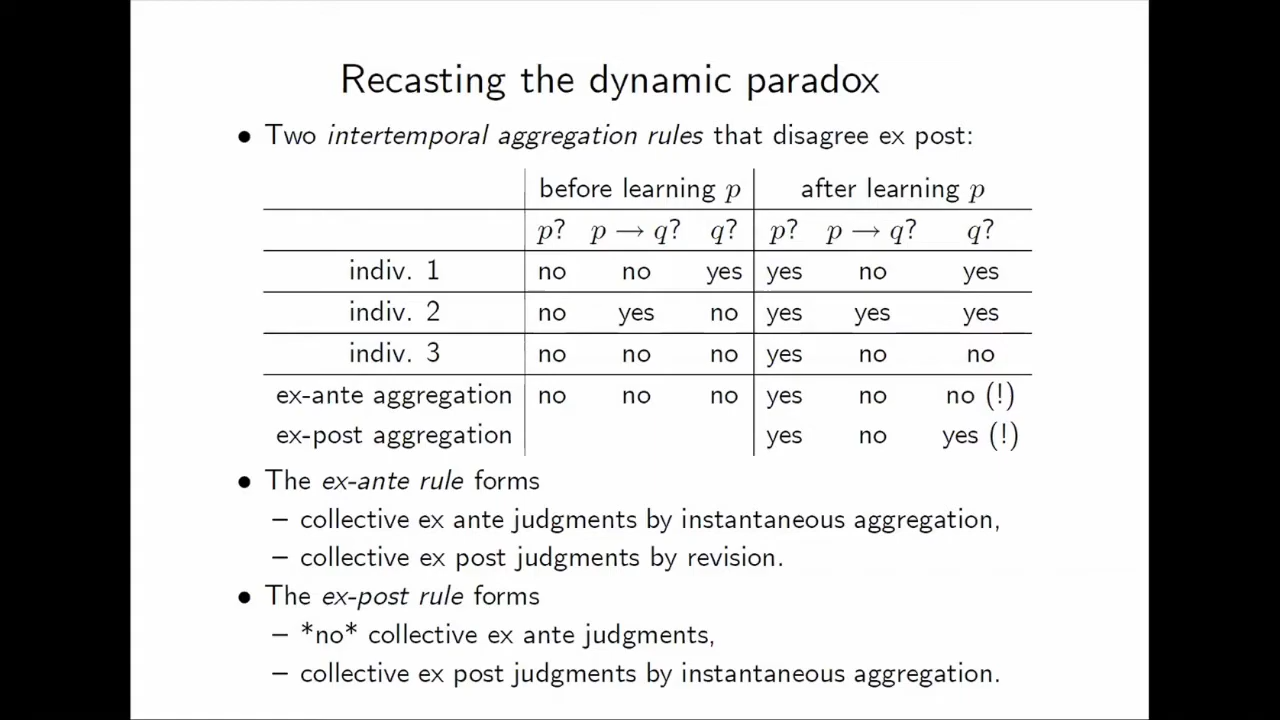 Recasting the dynamic paradox
• Two intertemporal aggregation rules that disagree ex post:
before learning p after learning p
p? p → q? q? p? p → q? q?
indiv. 1 no no yes yes no yes
indiv. 2 no yes no yes yes yes
indiv. 3 no no no yes no no
ex-ante aggregation no no no yes no no (!)
ex-post aggregation yes no yes (!)
• The ex-ante rule forms
– collective ex ante judgments by instantaneous aggregation,
– collective ex post judgments by revision.
• The ex-post rule forms
– *no* collective ex ante judgments,
– collective ex post judgments by instantaneous aggregation.